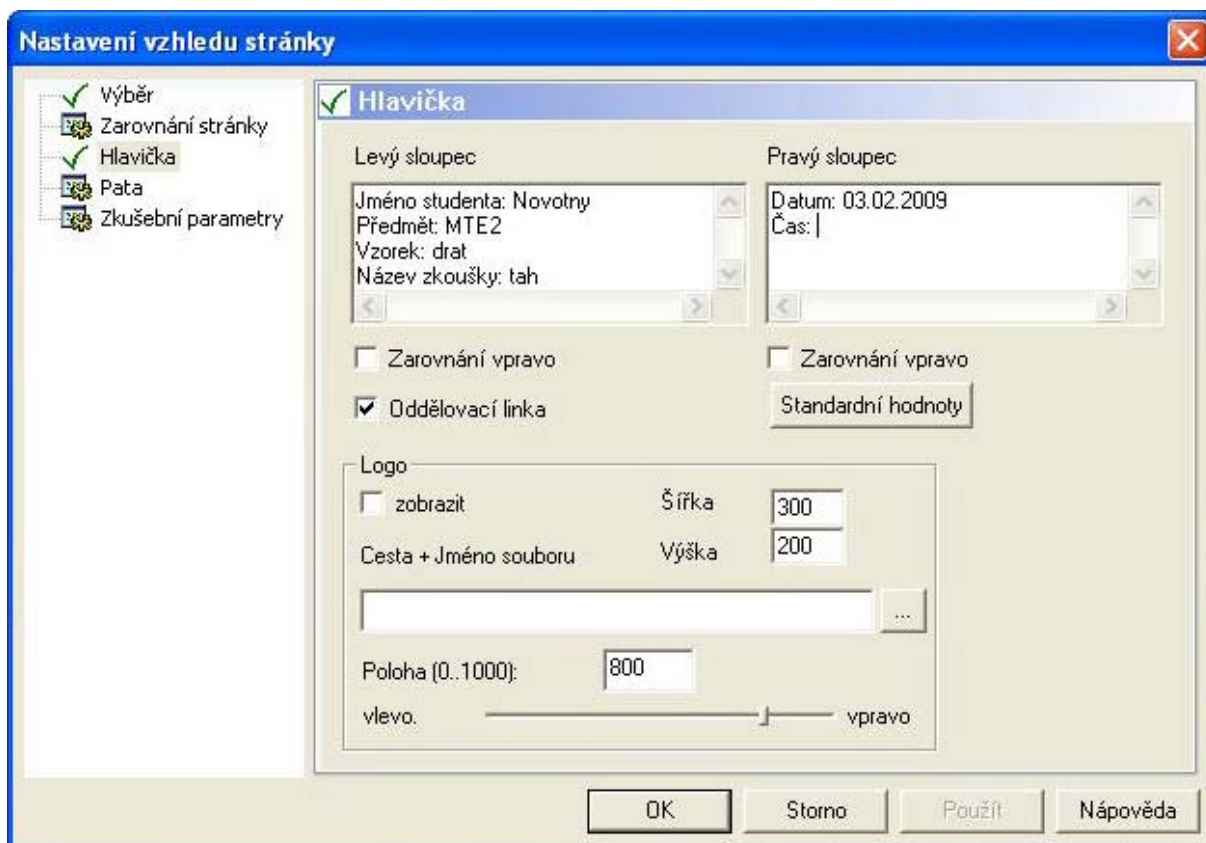 Nastavení vzhledu stránky
Výběr
Zarovnání stránky
Hlavička
Pata
Zkušební parametry
Hlavička
Levý sloupec
Jméno studenta: Novotny
Předmět: MTE2
Vzorek: drat
Název zkoušky: tah
Pravý sloupec
Datum: 03.02.2009
Čas:
Zarovnání vpravo
Zarovnání vpravo
Oddělovací linka
Standardní hodnoty
Logo
zobrazit
Šířka
300
Cesta + Jméno souboru
Výška
200
...
Poloha (0..1000):
800
vlevo.
vpravo
OK
Storno
Použít
Nápověda